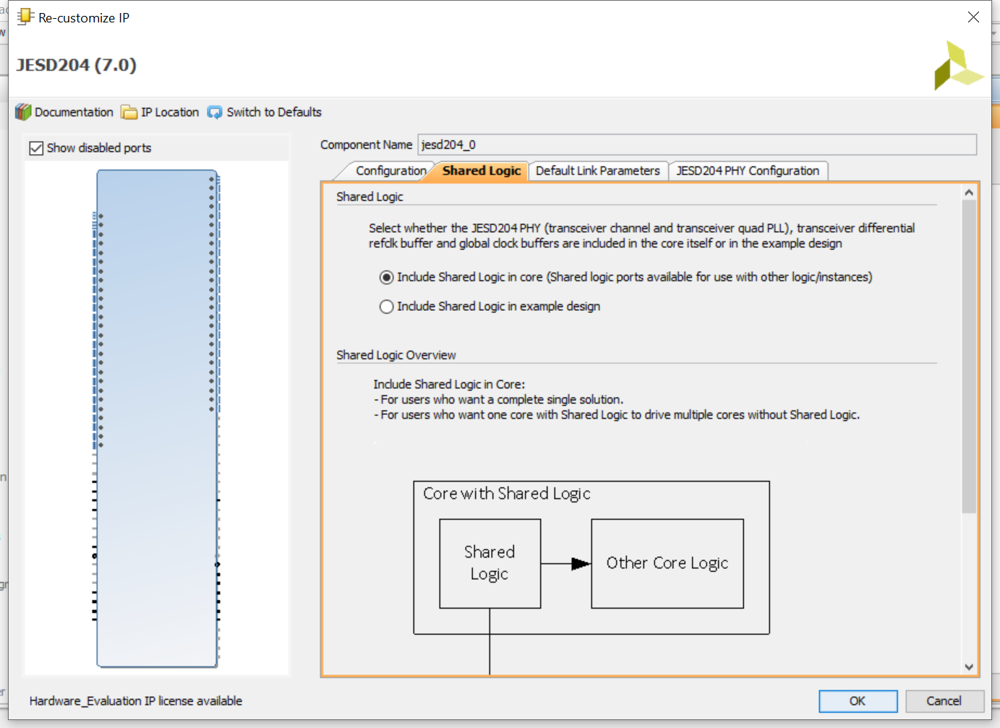 Re-customize IP
JESD204 (7.0)
Documentation IP Location Switch to Defaults
Show disabled ports
Component Name jesd204_0
Configuration Shared Logic Default Link Parameters JESD204 PHY Configuration
Shared Logic
Select whether the JESD204 PHY (transceiver channel and transceiver quad PLL), transceiver differential
refclk buffer and global clock buffers are included in the core itself or in the example design
Include Shared Logic in core (Shared logic ports available for use with other logic/instances)
Include Shared Logic in example design
Shared Logic Overview
Include Shared Logic in Core:
- For users who want a complete single solution.
- For users who want one core with Shared Logic to drive multiple cores without Shared Logic.
Core with Shared Logic
Shared
Logic
Other Core Logic
Hardware_Evaluation IP license available
OK Cancel